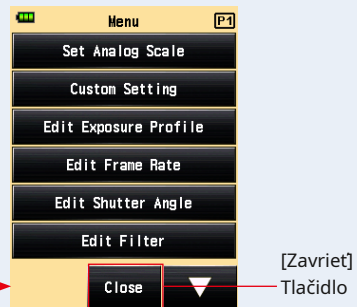 Menu P1
Set Analog Scale
Custom Setting
Edit Exposure Profile
Edit Frame Rate
Edit Shutter Angle
Edit Filter
Close
[Zavrieť]
Tlačidlo